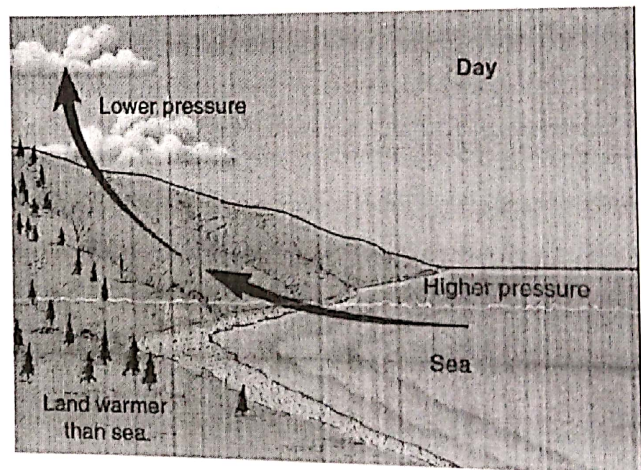 Day
Lower pressure
Higher pressure
Sea
Land warmer
than sea.